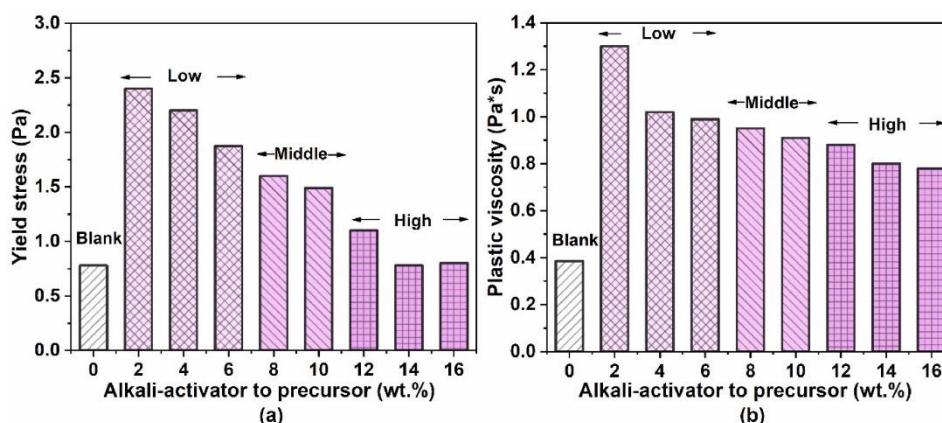 3.0
2.5
2.0
1.5
1.0
0.5
0.0
Yield stress (Pa)
Blank
Low
Middle
High
0 2 4 6 8 10 12 14 16
Alkali-activator to precursor (wt.%)
(a)
1.4
1.2
1.0
0.8
0.6
0.4
0.2
0.0
Plastic viscosity (Pa*s)
Blank
Low
Middle
High
0 2 4 6 8 10 12 14 16
Alkali-activator to precursor (wt.%)
(b)